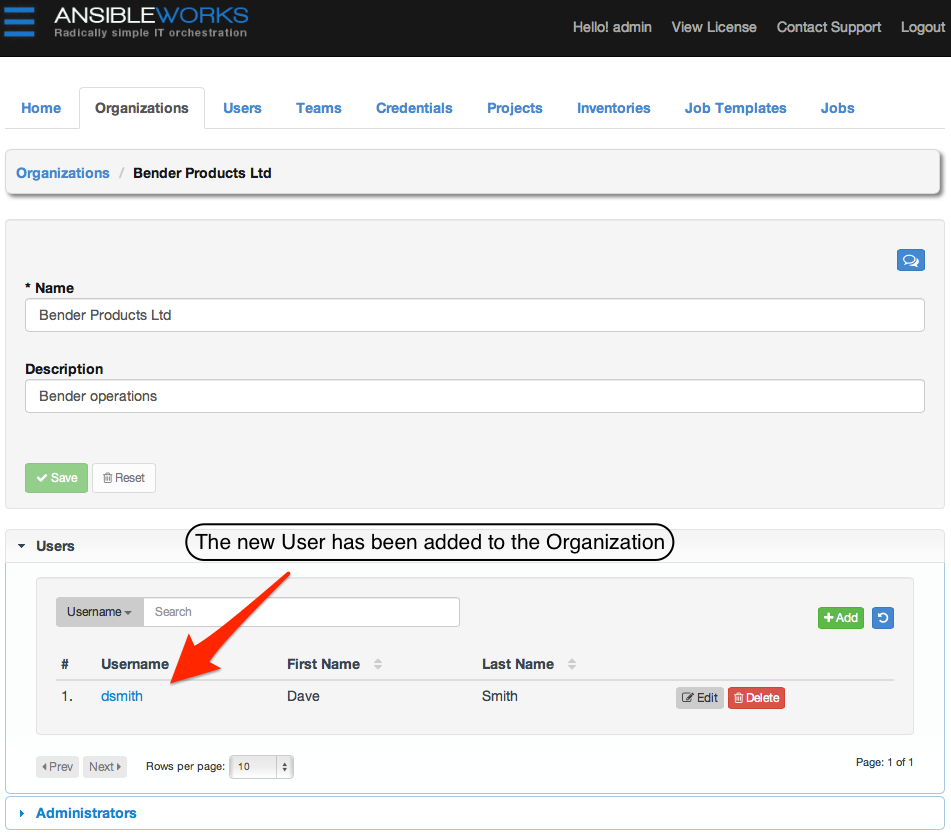 ANSIBLEWORKS
Radically simple IT orchestration
Hello! admin View License Contact Support Logout
Home Organizations Users Teams Credentials Projects Inventories Job Templates Jobs
Organizations / Bender Products Ltd
* Name
Bender Products Ltd
Description
Bender operations
Save Reset
The new User has been added to the Organization
Users
Username Search
+ Add
# Username First Name Last Name
1. dsmith Dave Smith Edit Delete
Prev Next Rows per page: 10 Page: 1 of 1
Administrators